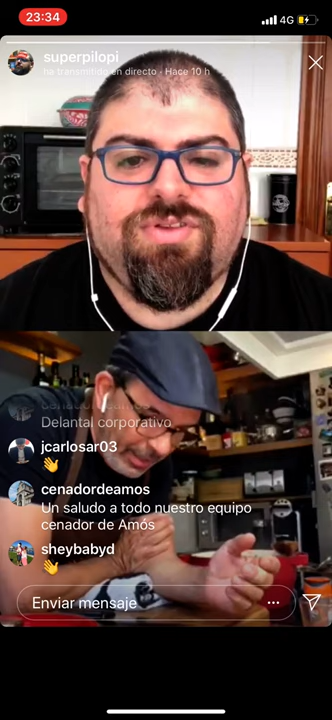 23:34
4G
superpilopi
ha transmitido en directo · Hace 10 h
cenadordeamos
Delantal corporativo
jcarlosar03
👋
cenadordeamos
Un saludo a todo nuestro equipo
cenador de Amós
sheybabyd
👋
Enviar mensaje